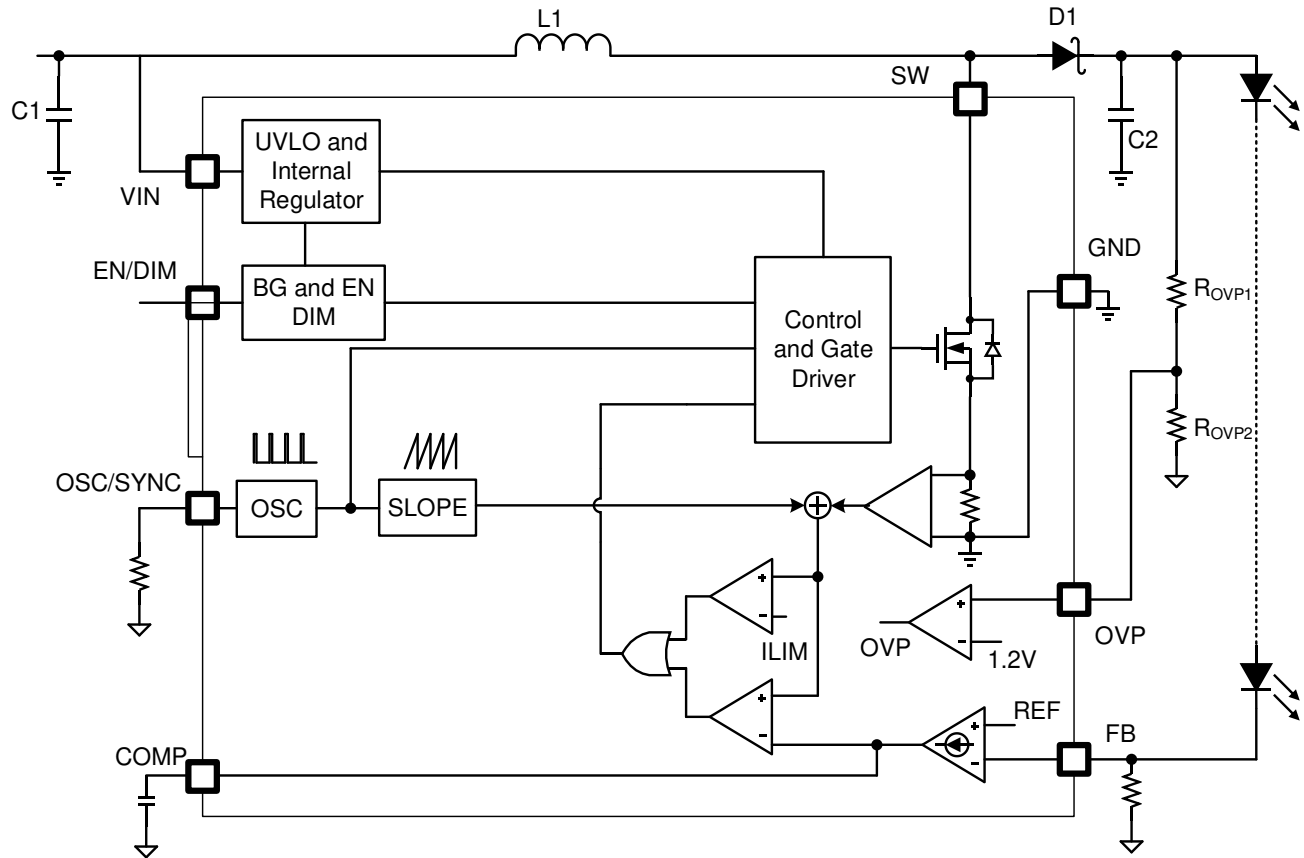 L1
D1
SW
C1
C2
UVLO and
Internal
Regulator
VIN
GND
EN/DIM
BG and EN
DIM
ROVP1
Control
and Gate
Driver
ROVP2
OSC/SYNC
OSC
SLOPE
+
-
ILIM
+
-
OVP
1.2V
OVP
+
-
REF
+
-
FB
COMP